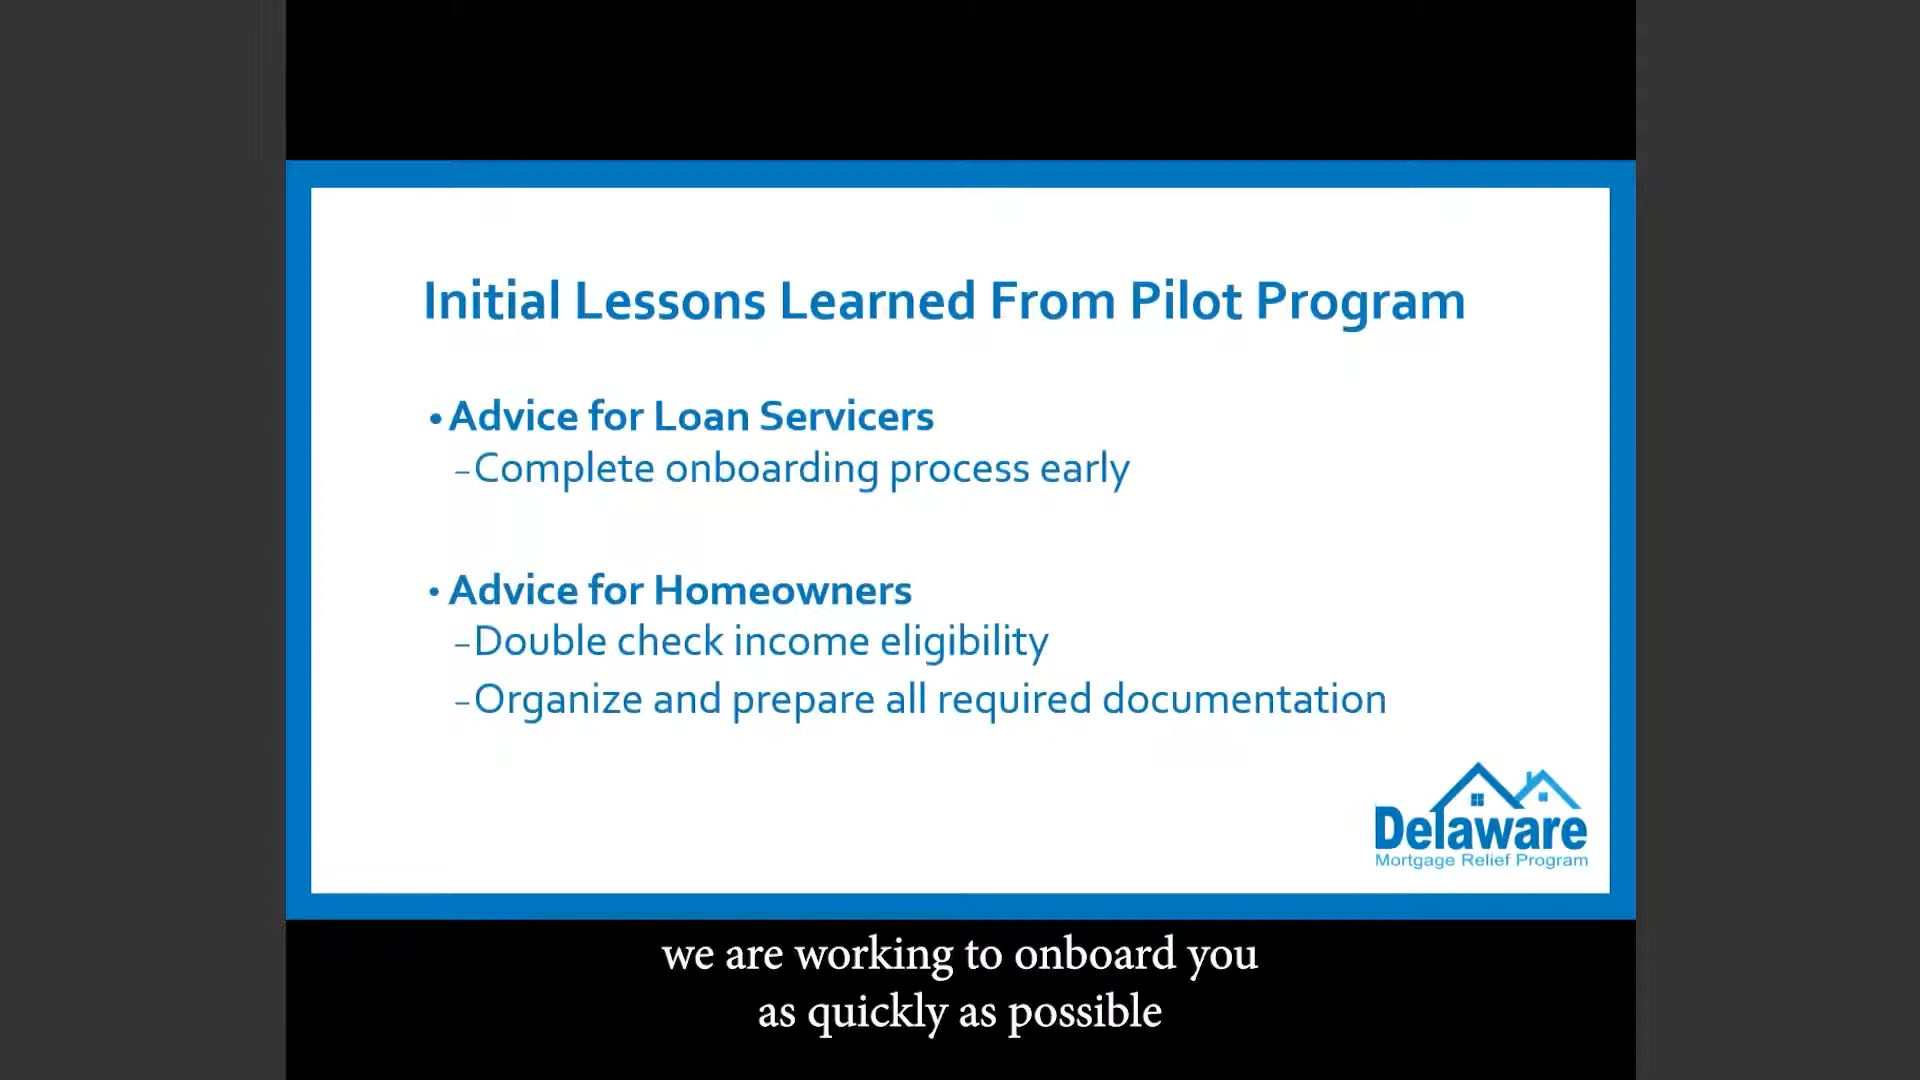 Initial Lessons Learned From Pilot Program
• Advice for Loan Servicers
–Complete onboarding process early
• Advice for Homeowners
–Double check income eligibility
–Organize and prepare all required documentation
Delaware
Mortgage Relief Program
we are working to onboard you
as quickly as possible